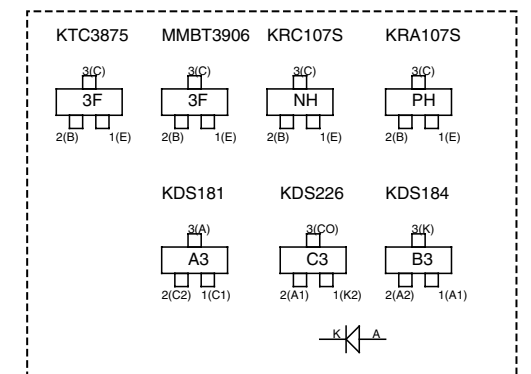 KTC3875 MMBT3906 KRC107S KRA107S
3(C) 3(C) 3(C) 3(C)
3F 3F NH PH
2(B) 1(E) 2(B) 1(E) 2(B) 1(E) 2(B) 1(E)
KDS181 KDS226 KDS184
3(A) 3(CO) 3(K)
A3 C3 B3
2(C2) 1(C1) 2(A1) 1(K2) 2(A2) 1(A1)
K A